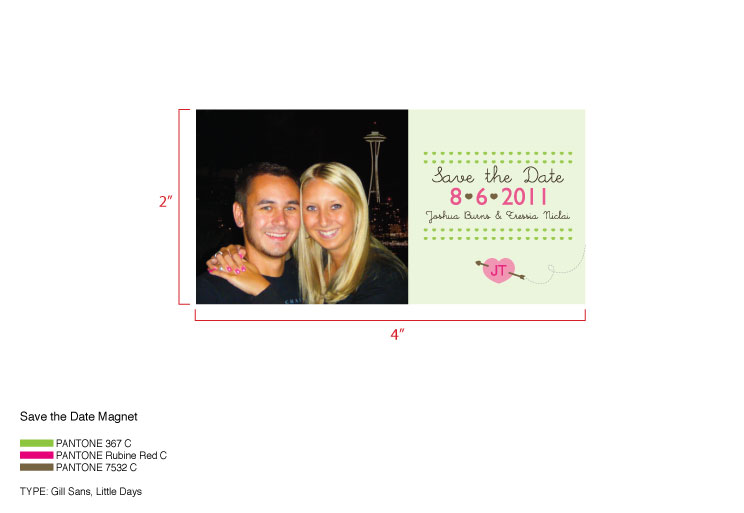 2"
Save the Date
8 6 2011
Joshua Burns & Tressia Niclai
JT
4"
Save the Date Magnet
PANTONE 367 C
PANTONE Rubine Red C
PANTONE 7532 C
TYPE: Gill Sans, Little Days